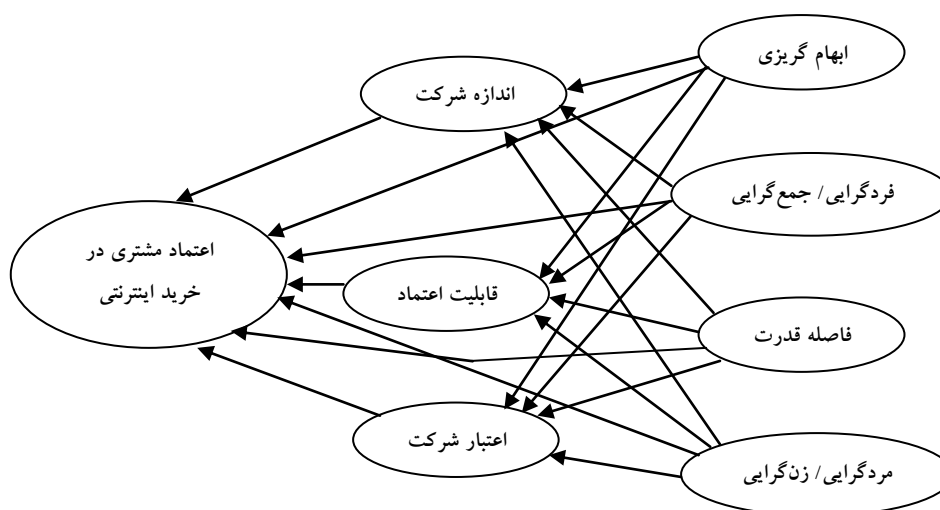 ابهام گریزی
اندازه شرکت
فردگرایی/ جمع‌گرایی
اعتماد مشتری در
خرید اینترنتی
قابلیت اعتماد
فاصله قدرت
اعتبار شرکت
مردگرایی/ زن‌گرایی